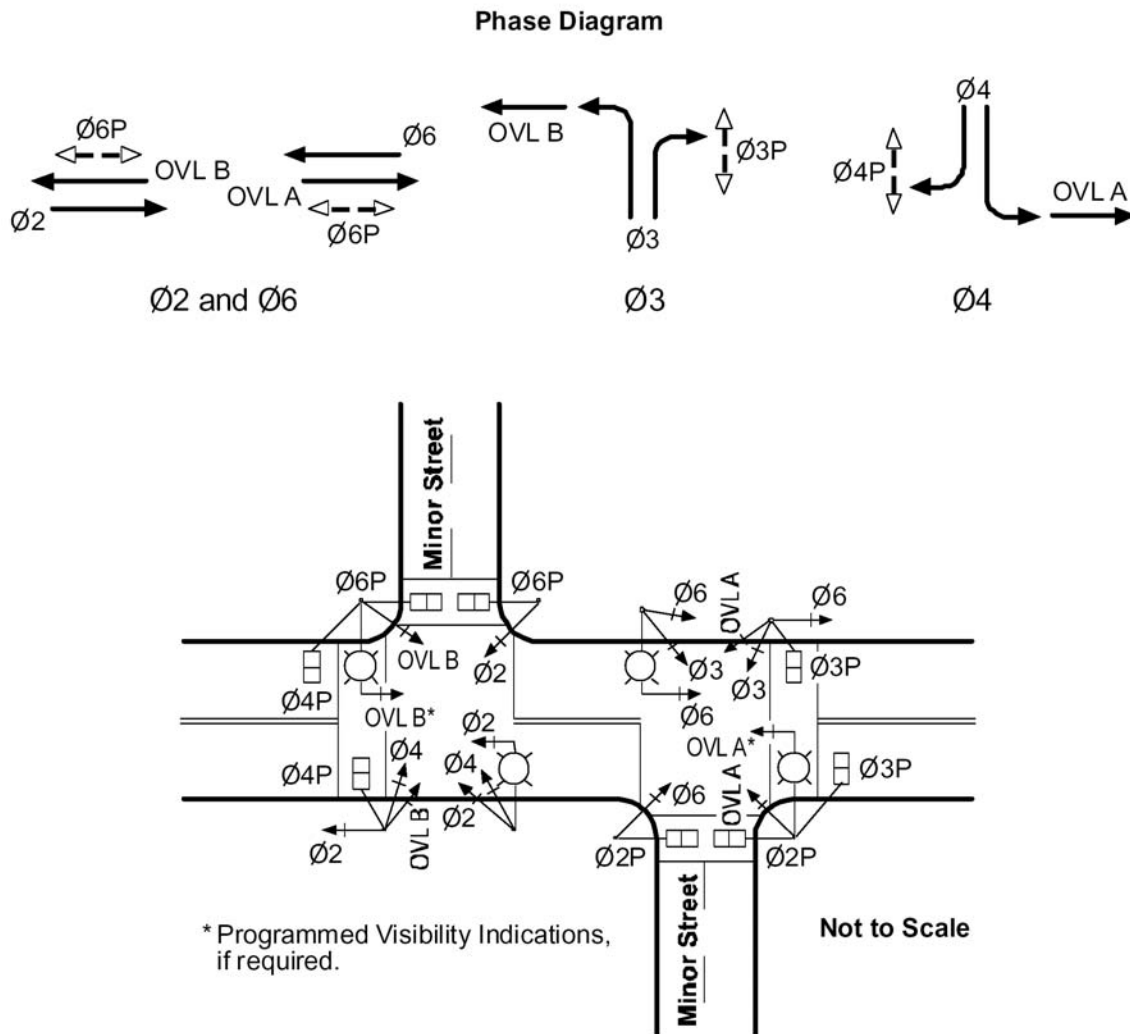 Phase Diagram
Ø6P
OVL B
Ø2
Ø6
OVL A
Ø6P
OVL B
Ø3P
Ø3
Ø4
Ø4P
OVL A
Ø2 and Ø6
Ø3
Ø4
Minor Street
Ø6P
Ø6P
OVL B
Ø2
Ø4P
OVL B*
Ø6
OVL A
Ø6
Ø3
Ø3
Ø3P
Ø6
Ø2
Ø4
Ø4
Ø4P
Ø2
OVL B
Ø2
OVL A*
OVL A
Ø3P
Ø6
Ø2P
Ø2P
Minor Street
* Programmed Visibility Indications,
if required.
Not to Scale